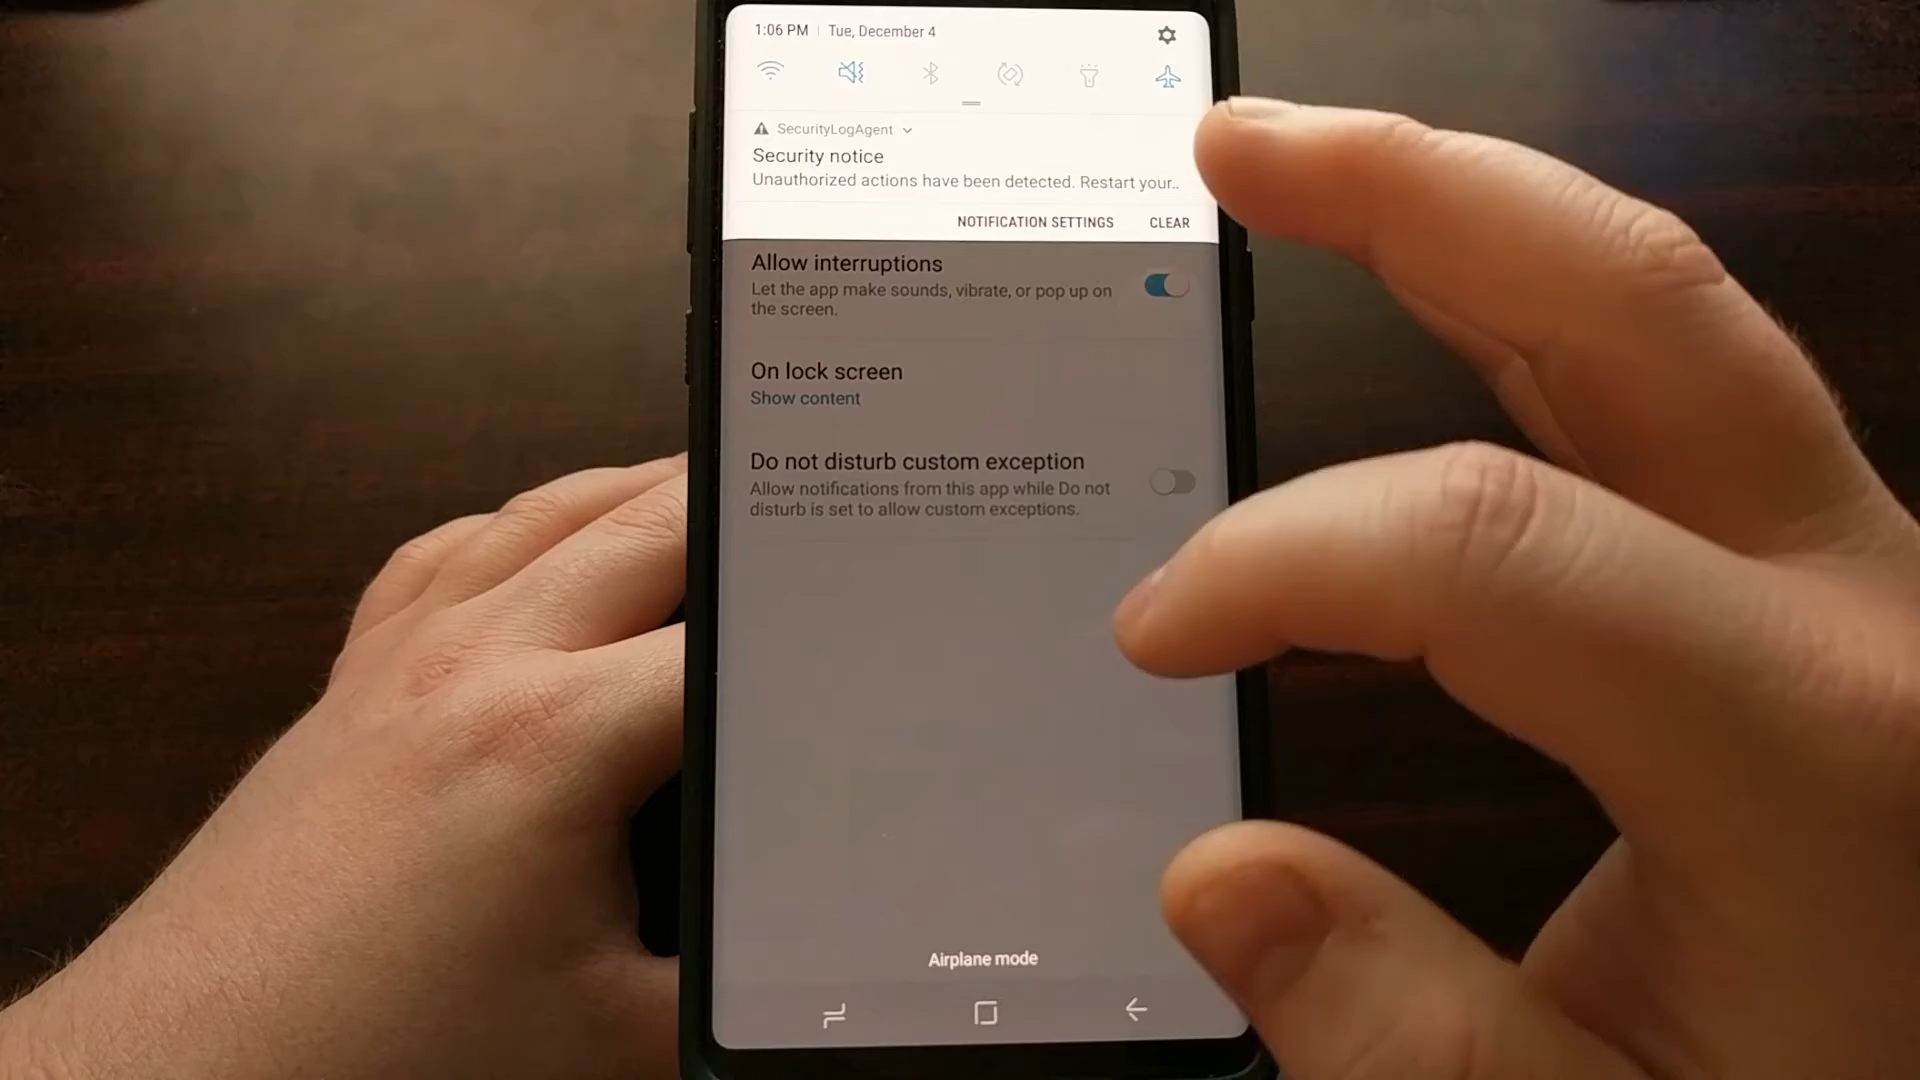 1:06 PM | Tue, December 4
SecurityLogAgent
Security notice
Unauthorized actions have been detected. Restart your..
NOTIFICATION SETTINGS CLEAR
Allow interruptions
Let the app make sounds, vibrate, or pop up on
the screen.
On lock screen
Show content
Do not disturb custom exception
Allow notifications from this app while Do not
disturb is set to allow custom exceptions.
Airplane mode